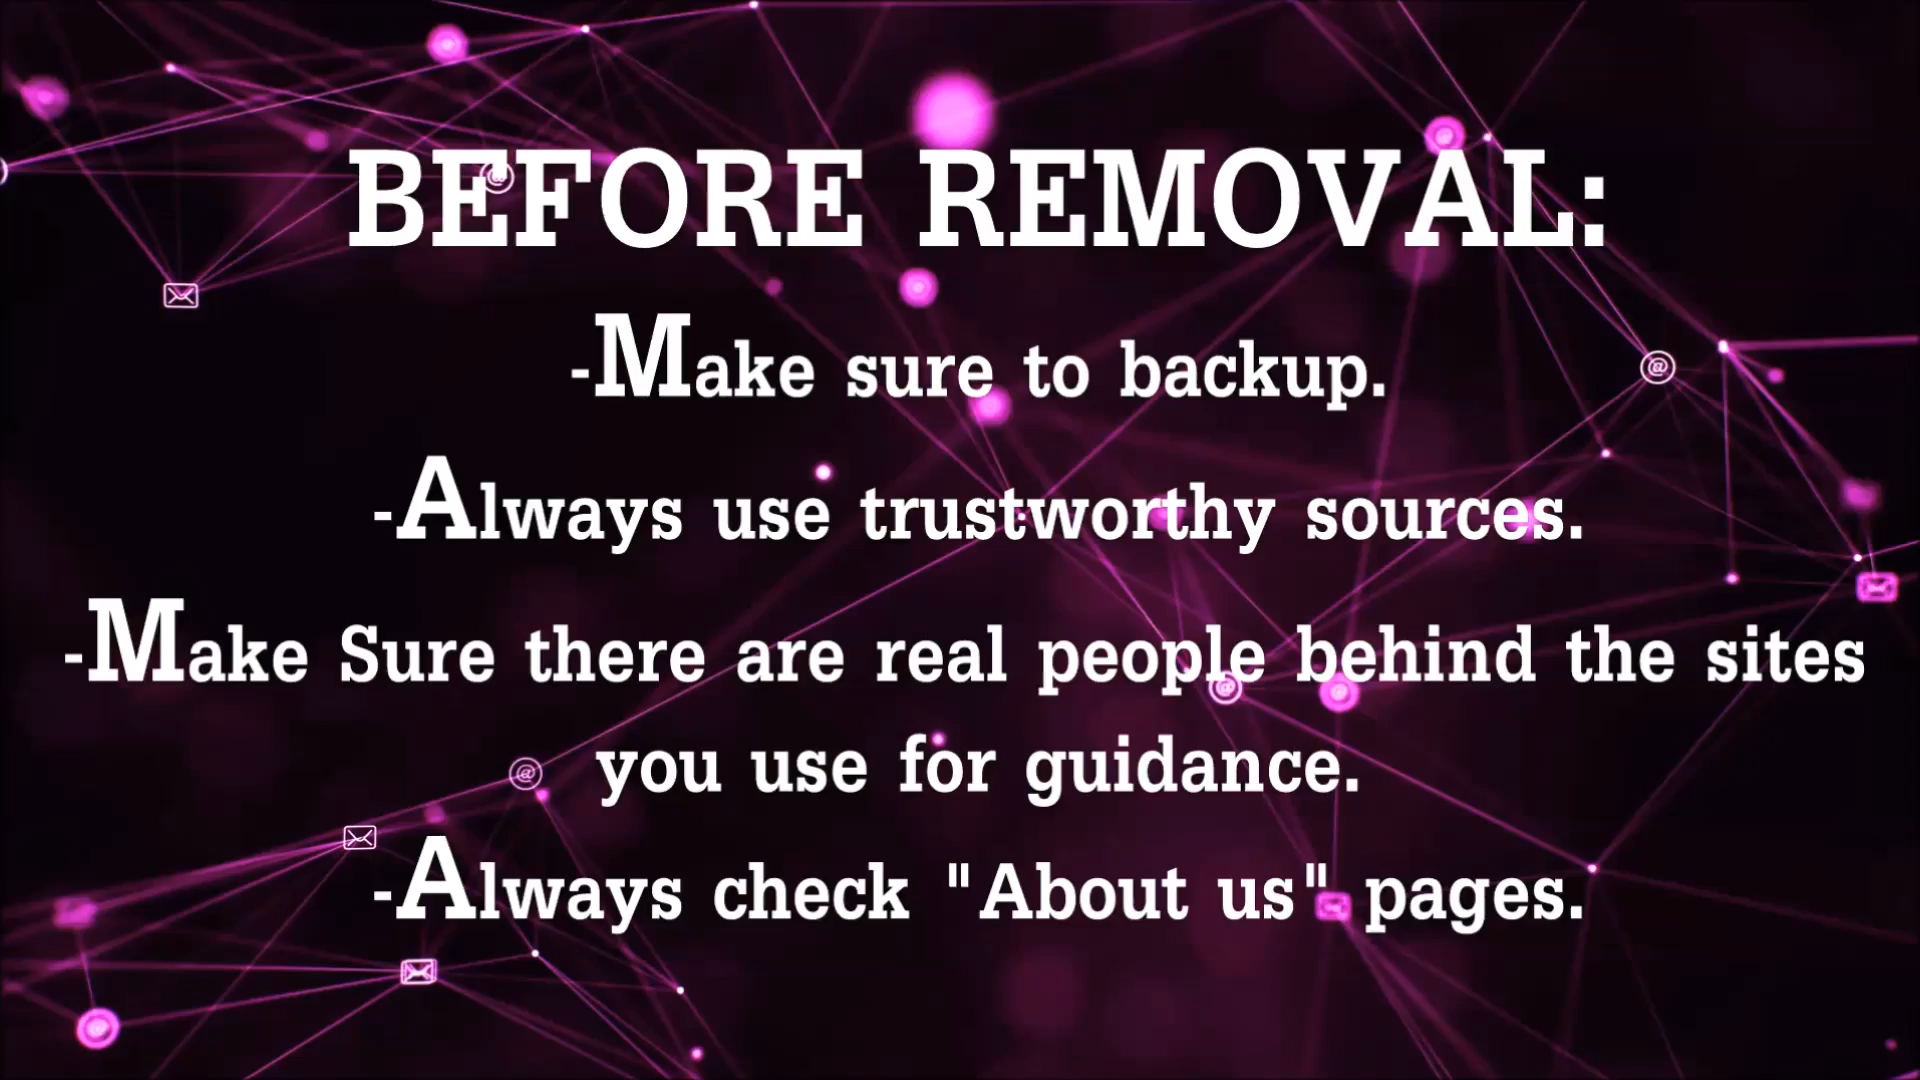 BEFORE REMOVAL:
-Make sure to backup.
-Always use trustworthy sources.
-Make Sure there are real people behind the sites
you use for guidance.
-Always check "About us" pages.